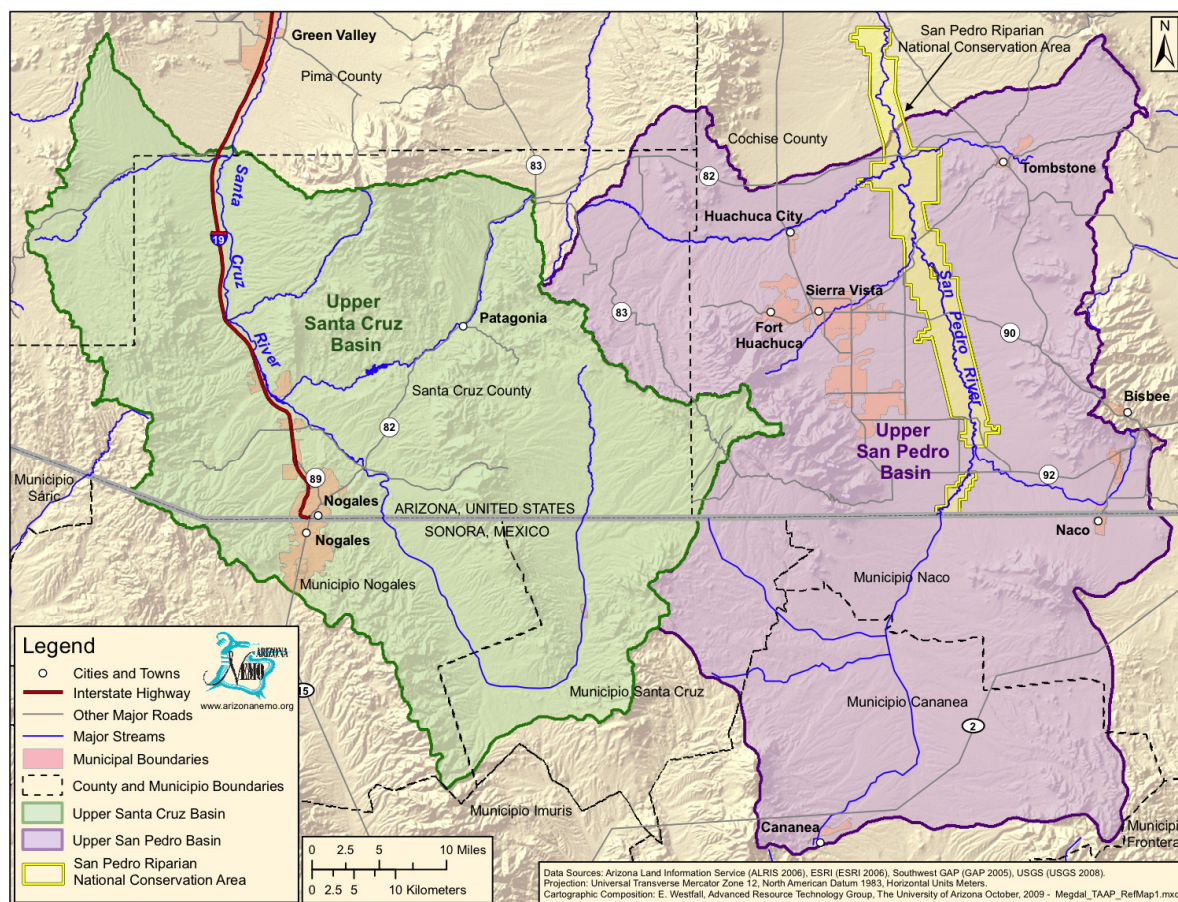 Green Valley
Pima County
San Pedro Riparian
National Conservation Area
N
Cochise County
83
82
Tombstone
Santa
Huachuca City
19
Cruz
Sierra Vista
San
Upper
Santa Cruz
Basin
Patagonia
83
Fort
Huachuca
Pedro
90
River
River
Santa Cruz County
Bisbee
82
Upper
San Pedro
Basin
Municipio
Saric
89
92
Nogales
ARIZONA, UNITED STATES
SONORA, MEXICO
Nogales
Naco
Municipio Nogales
Municipio Naco
Municipio Santa Cruz
Municipio Cananea
15
2
Municipio Imuris
Cananea
Municipi
Frontera
Legend
ARIZONA
NEMO
www.arizonanemo.org
Cities and Towns
Interstate Highway
Other Major Roads
Major Streams
Municipal Boundaries
County and Municipio Boundaries
Upper Santa Cruz Basin
Upper San Pedro Basin
San Pedro Riparian
National Conservation Area
0 2.5 5 10 Miles
0 2.5 5 10 Kilometers
Data Sources: Arizona Land Information Service (ALRIS 2006), ESRI (ESRI 2006), Southwest GAP (GAP 2005), USGS (USGS 2008).
Projection: Universal Transverse Mercator Zone 12, North American Datum 1983, Horizontal Units Meters.
Cartographic Composition: E. Westfall, Advanced Resource Technology Group, The University of Arizona October, 2009 - Megdal_TAAP_RefMap1.mxd